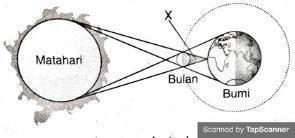 X
Matahari
Bulan
Bumi
Scanned by TapScanner